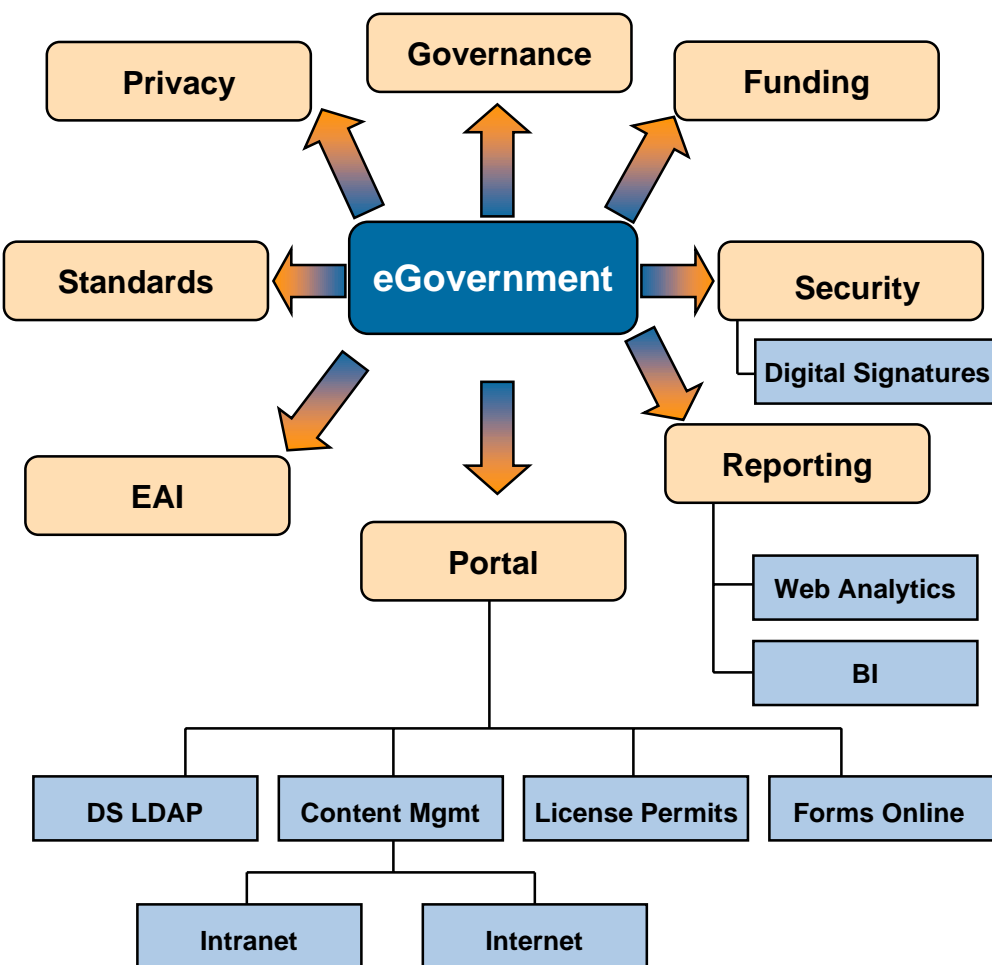 Governance
Privacy
Funding
Standards
eGovernment
Security
Digital Signatures
EAI
Reporting
Portal
Web Analytics
BI
DS LDAP
Content Mgmt
License Permits
Forms Online
Intranet
Internet